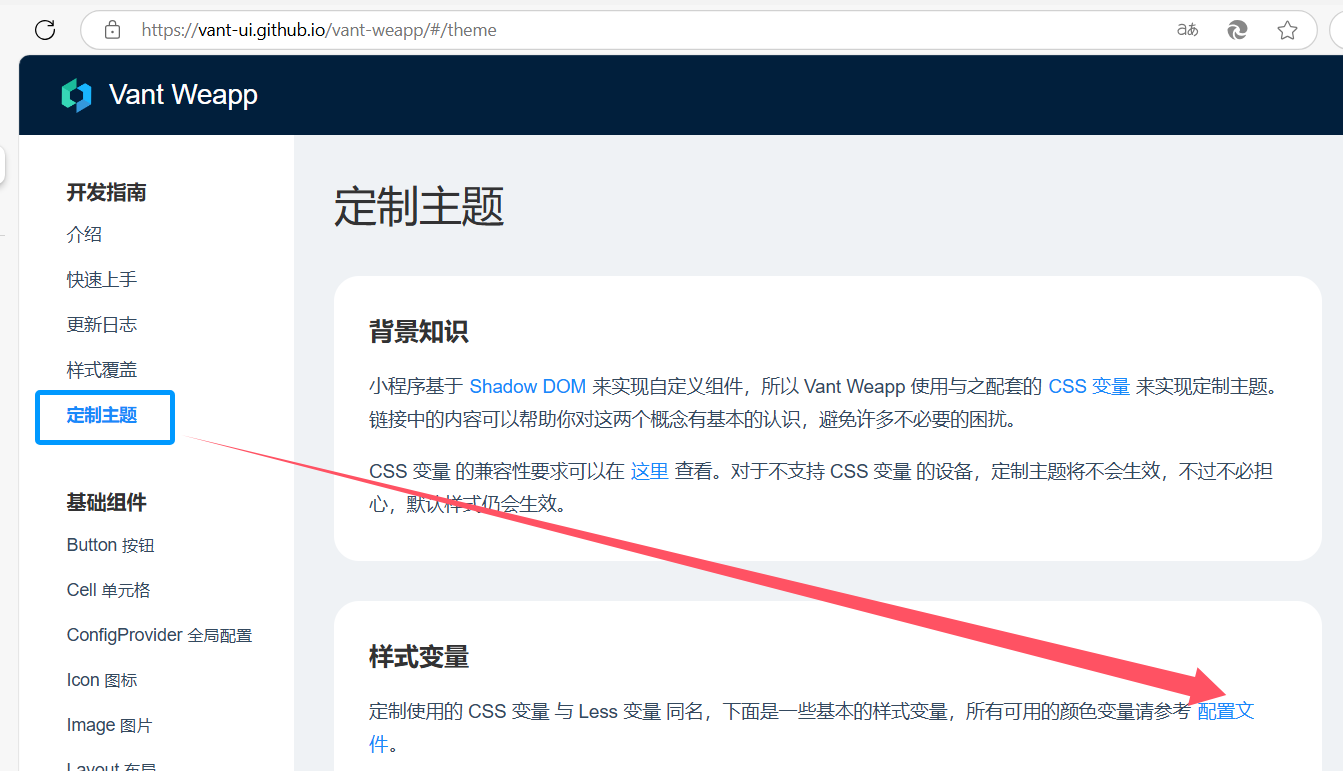 https://vant-ui.github.io/vant-weapp/#/theme
Vant Weapp
开发指南
介绍
快速上手
更新日志
样式覆盖
定制主题
基础组件
Button 按钮
Cell 单元格
ConfigProvider 全局配置
Icon 图标
Image 图片
Layout 布局
定制主题
背景知识
小程序基于 Shadow DOM 来实现自定义组件，所以 Vant Weapp 使用与之配套的 CSS 变量 来实现定制主题。
链接中的内容可以帮助你对这两个概念有基本的认识，避免许多不必要的困扰。
CSS 变量 的兼容性要求可以在 这里 查看。对于不支持 CSS 变量 的设备，定制主题将不会生效，不过不必担
心，默认样式仍会生效。
样式变量
定制使用的 CSS 变量 与 Less 变量 同名，下面是一些基本的样式变量，所有可用的颜色变量请参考 配置文
件。